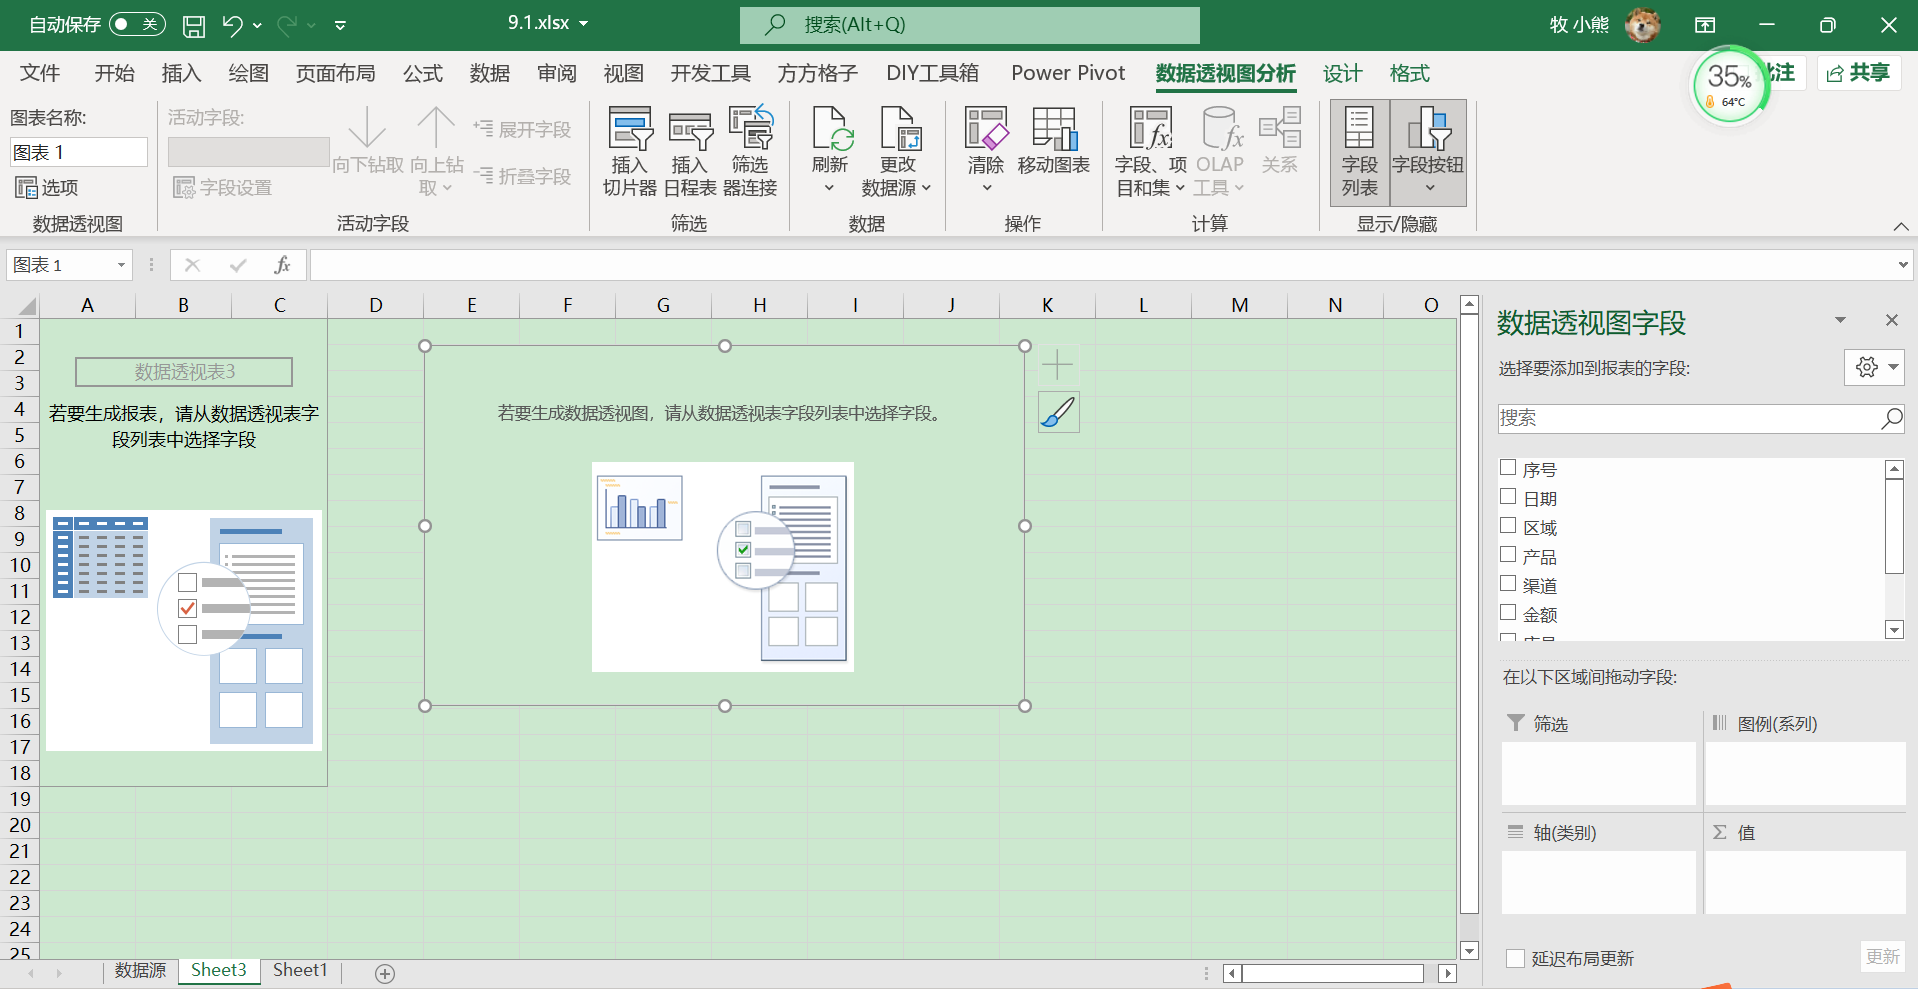 自动保存 关 9.1.xlsx 搜索(Alt+Q) 牧 小熊
文件 开始 插入 绘图 页面布局 公式 数据 审阅 视图 开发工具 方方格子 DIY工具箱 Power Pivot 数据透视图分析 设计 格式 批注 共享
35%
64°C
图表名称:
图表 1
选项
数据透视图
活动字段:
字段设置
向下钻取
向上钻
取
展开字段
折叠字段
活动字段
插入
切片器
插入
日程表
筛选
器连接
筛选
刷新
更改
数据源
数据
清除
移动图表
操作
字段、项
目和集
OLAP
工具
关系
计算
字段
列表
字段按钮
显示/隐藏
图表 1 fx
A B C D E F G H I J K L M N O
1
2
3
4
5
6
7
8
9
10
11
12
13
14
15
16
17
18
19
20
21
22
23
24
25
数据透视表3
若要生成报表，请从数据透视表字
段列表中选择字段
若要生成数据透视图，请从数据透视表字段列表中选择字段。
数据透视图字段
选择要添加到报表的字段:
搜索
序号
日期
区域
产品
渠道
金额
在以下区域间拖动字段:
筛选
图例(系列)
轴(类别)
Σ 值
延迟布局更新 更新
数据源 Sheet3 Sheet1